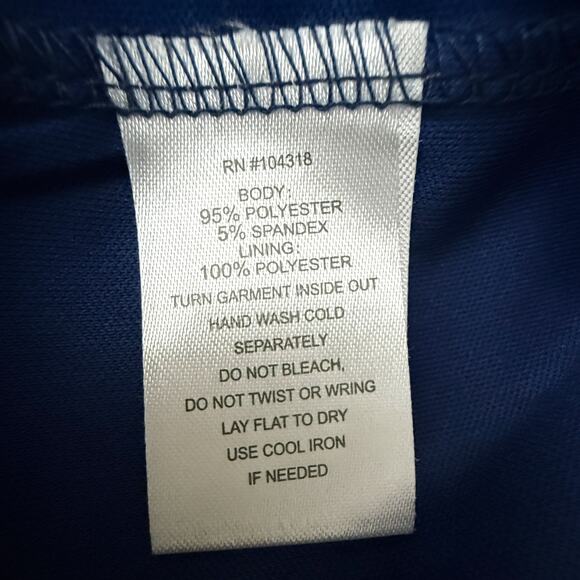 RN #104318
BODY:
95% POLYESTER
5% SPANDEX
LINING:
100% POLYESTER
TURN GARMENT INSIDE OUT
HAND WASH COLD
SEPARATELY
DO NOT BLEACH,
DO NOT TWIST OR WRING
LAY FLAT TO DRY
USE COOL IRON
IF NEEDED